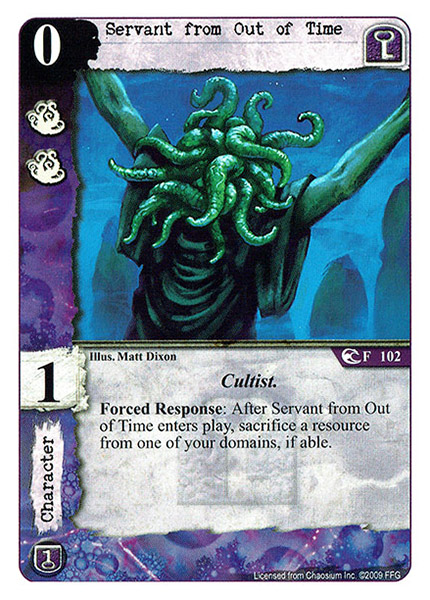 0
Servant from Out of Time
Illus. Matt Dixon
F 102
1
Cultist.
Forced Response: After Servant from Out
of Time enters play, sacrifice a resource
from one of your domains, if able.
Character
1
Licensed from Chaosium Inc. ©2009 FFG